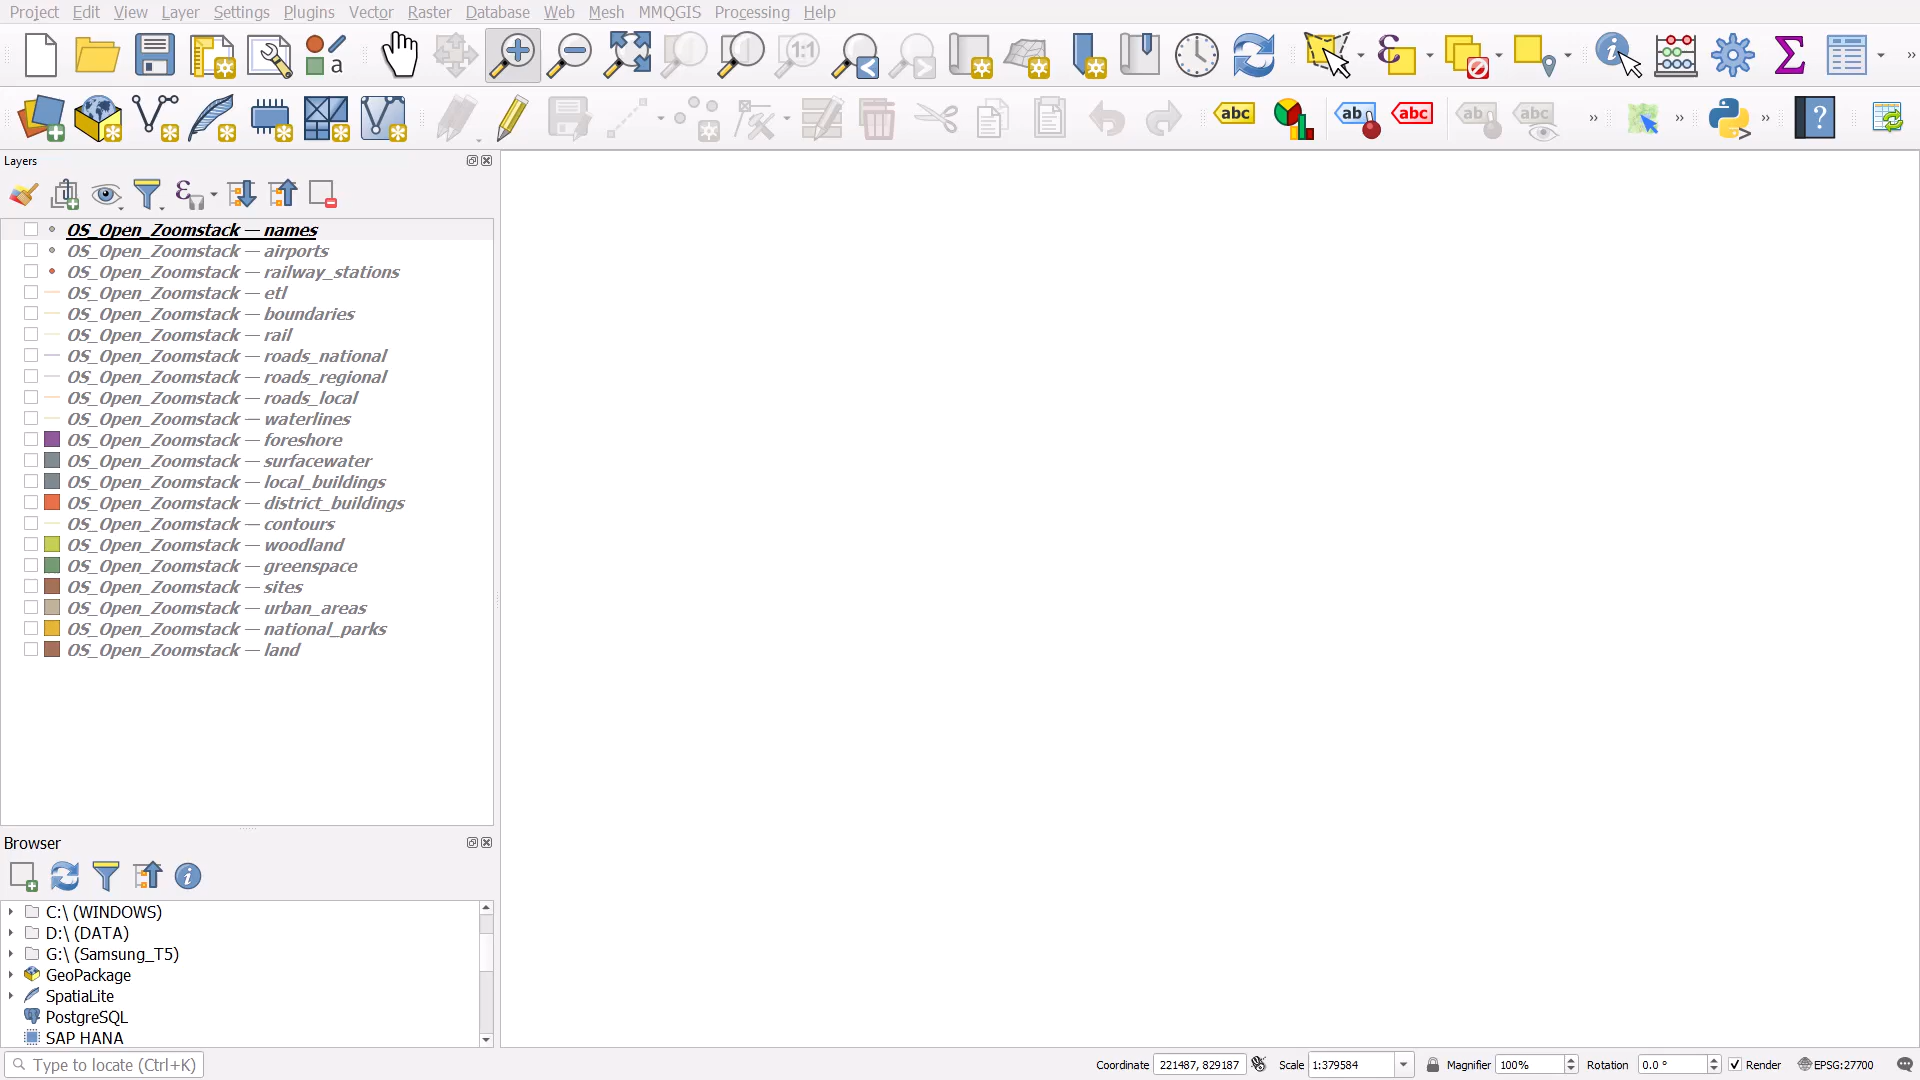 Project Edit View Layer Settings Plugins Vector Raster Database Web Mesh MMQGIS Processing Help
a 1:1 ε Σ »
abc ab abc ab abc » » » ?
Layers
ε
OS_Open_Zoomstack — names
OS_Open_Zoomstack — airports
OS_Open_Zoomstack — railway_stations
OS_Open_Zoomstack — etl
OS_Open_Zoomstack — boundaries
OS_Open_Zoomstack — rail
OS_Open_Zoomstack — roads_national
OS_Open_Zoomstack — roads_regional
OS_Open_Zoomstack — roads_local
OS_Open_Zoomstack — waterlines
OS_Open_Zoomstack — foreshore
OS_Open_Zoomstack — surfacewater
OS_Open_Zoomstack — local_buildings
OS_Open_Zoomstack — district_buildings
OS_Open_Zoomstack — contours
OS_Open_Zoomstack — woodland
OS_Open_Zoomstack — greenspace
OS_Open_Zoomstack — sites
OS_Open_Zoomstack — urban_areas
OS_Open_Zoomstack — national_parks
OS_Open_Zoomstack — land
Browser
C:\ (WINDOWS)
D:\ (DATA)
G:\ (Samsung_T5)
GeoPackage
SpatiaLite
PostgreSQL
SAP HANA
Type to locate (Ctrl+K) Coordinate 221487, 829187 Scale 1:379584 Magnifier 100% Rotation 0.0 ° Render EPSG:27700